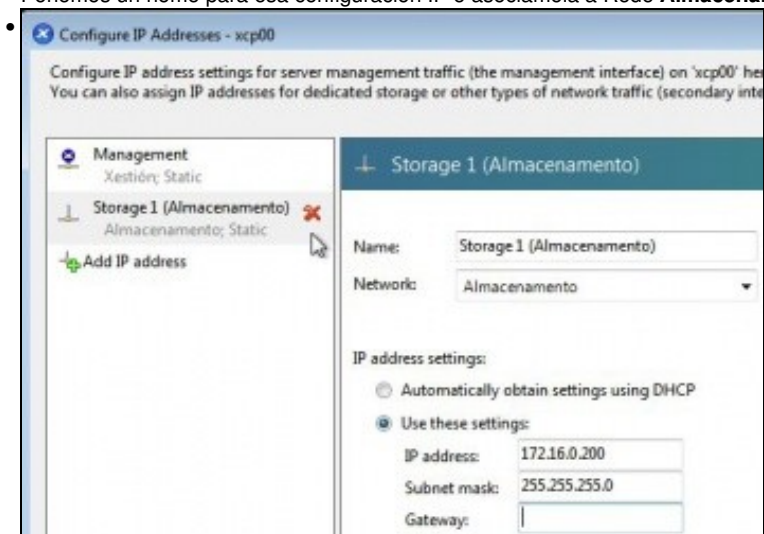 Configure IP Addresses - xcp00
Configure IP address settings for server management traffic (the management interface) on 'xcp00'
You can also assign IP addresses for dedicated storage or other types of network traffic (secondary
Management
Xestión; Static
Storage 1 (Almacenamento)
Almacenamento; Static
Add IP address
Storage 1 (Almacenamento)
Name: Storage 1 (Almacenamento)
Network: Almacenamento
IP address settings:
Automatically obtain settings using DHCP
Use these settings:
IP address: 172.16.0.200
Subnet mask: 255.255.255.0
Gateway: